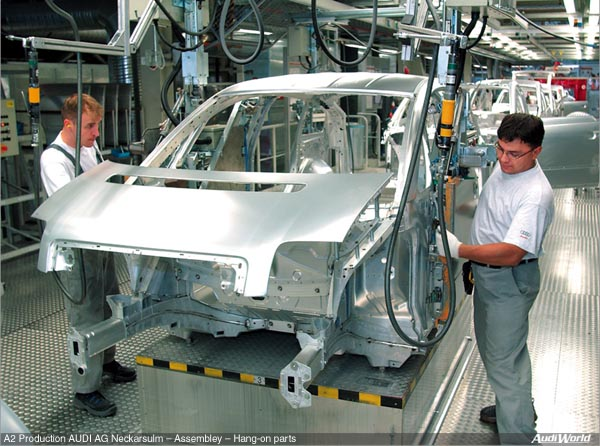 A2 Production AUDI AG Neckarsulm – Assembley – Hang-on parts
AudiWorld